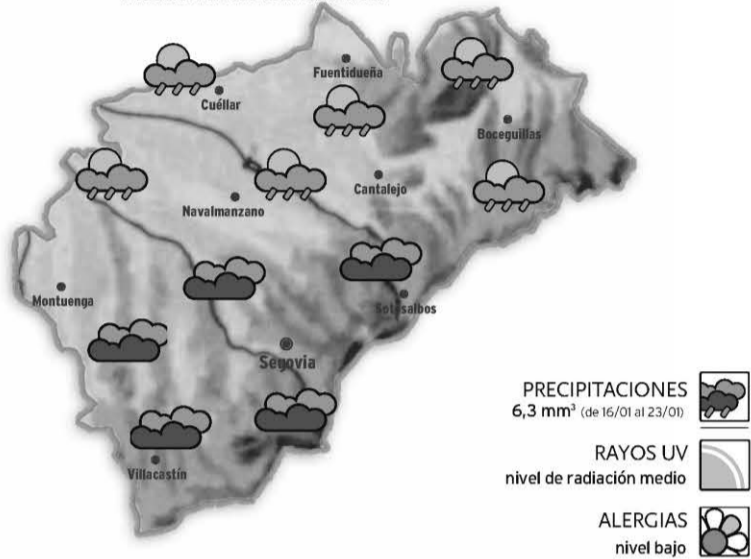 Fuentidueña
Cuéllar
Boceguillas
Cantalejo
Navalmanzano
Montuenga
Sotosalbos
Segovia
Villacastín
PRECIPITACIONES
6,3 mm³ (de 16/01 al 23/01)
RAYOS UV
nivel de radiación medio
ALERGIAS
nivel bajo